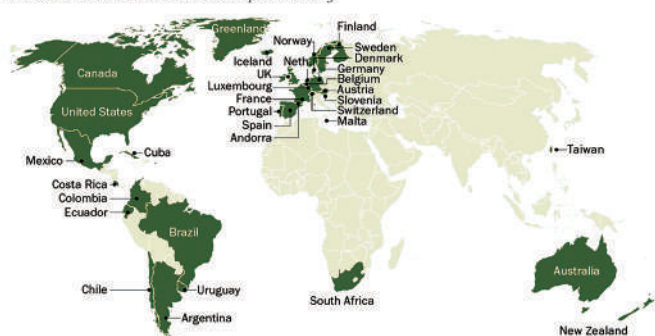 Greenland
Finland
Norway
Sweden
Iceland
Neth.
Denmark
UK
Germany
Canada
Luxembourg
Belgium
Austria
France
Slovenia
United States
Portugal
Switzerland
Spain
Malta
Andorra
Cuba
Mexico
Taiwan
Costa Rica
Colombia
Ecuador
Brazil
Australia
Chile
Uruguay
South Africa
Argentina
New Zealand